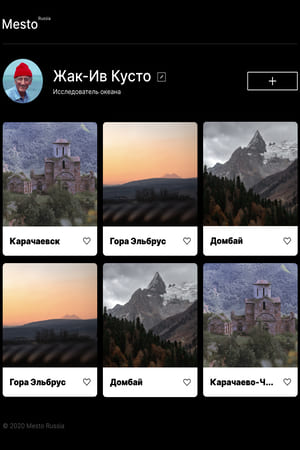 Mesto Russia
Жак-Ив Кусто
Исследователь океана
Карачаевск
Гора Эльбрус
Домбай
Гора Эльбрус
Домбай
Карачаево-Ч...
© 2020 Mesto Russia